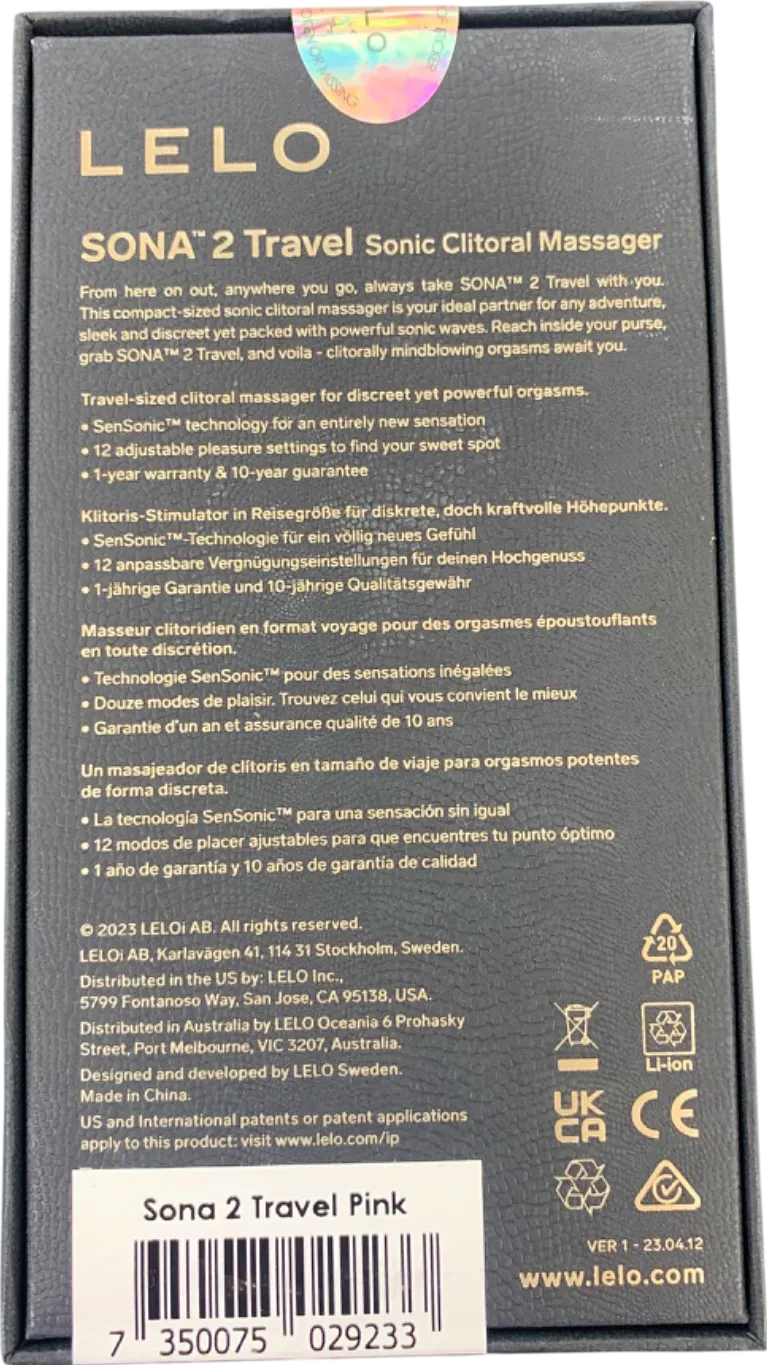 LO
OPEN OR MISSING
LELO
SONA™ 2 Travel Sonic Clitoral Massager
From here on out, anywhere you go, always take SONA™ 2 Travel with you.
This compact-sized sonic clitoral massager is your ideal partner for any adventure,
sleek and discreet yet packed with powerful sonic waves. Reach inside your purse,
grab SONA™ 2 Travel, and voila - clitorally mindblowing orgasms await you.
Travel-sized clitoral massager for discreet yet powerful orgasms.
• SenSonic™ technology for an entirely new sensation
• 12 adjustable pleasure settings to find your sweet spot
• 1-year warranty & 10-year guarantee
Klitoris-Stimulator in Reisegröße für diskrete, doch kraftvolle Höhepunkte.
• SenSonic™-Technologie für ein völlig neues Gefühl
• 12 anpassbare Vergnügungseinstellungen für deinen Hochgenuss
• 1-jährige Garantie und 10-jährige Qualitätsgewähr
Masseur clitoridien en format voyage pour des orgasmes époustouflants
en toute discrétion.
• Technologie SenSonic™ pour des sensations inégalées
• Douze modes de plaisir. Trouvez celui qui vous convient le mieux
• Garantie d'un an et assurance qualité de 10 ans
Un masajeador de clítoris en tamaño de viaje para orgasmos potentes
de forma discreta.
• La tecnología SenSonic™ para una sensación sin igual
• 12 modos de placer ajustables para que encuentres tu punto óptimo
• 1 año de garantía y 10 años de garantía de calidad
© 2023 LELOi AB. All rights reserved.
LELOi AB, Karlavägen 41, 114 31 Stockholm, Sweden.
Distributed in the US by: LELO Inc.,
5799 Fontanoso Way, San Jose, CA 95138, USA.
Distributed in Australia by LELO Oceania 6 Prohasky
Street, Port Melbourne, VIC 3207, Australia.
Designed and developed by LELO Sweden.
Made in China.
US and International patents or patent applications
apply to this product: visit www.lelo.com/ip
20
PAP
Li-ion
UK
CA
CE
VER 1 - 23.04.12
www.lelo.com
Sona 2 Travel Pink
7 350075 029233